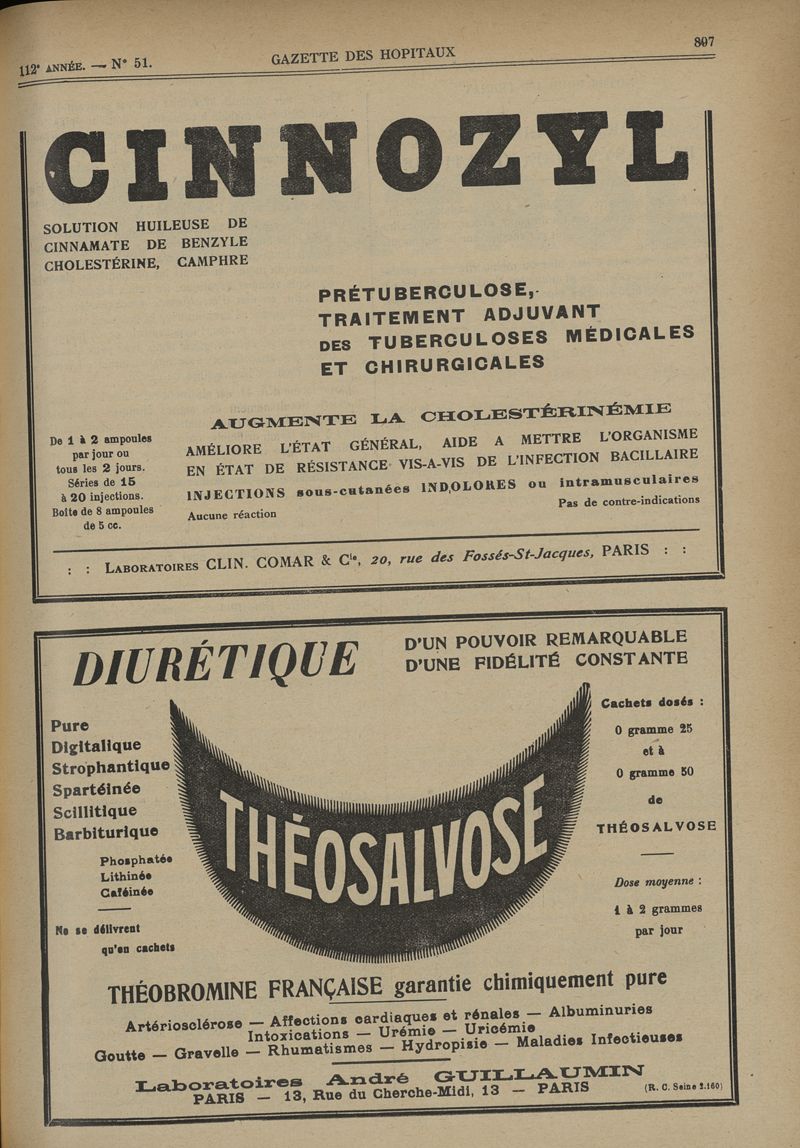 112e ANNÉE. — N° 51.
GAZETTE DES HOPITAUX
807
CINNOZYL
SOLUTION HUILEUSE DE
CINNAMATE DE BENZYLE
CHOLESTÉRINE, CAMPHRE
PRÉTUBERCULOSE,
TRAITEMENT ADJUVANT
DES TUBERCULOSES MÉDICALES
ET CHIRURGICALES
De 1 à 2 ampoules
par jour ou
tous les 2 jours.
Séries de 15
à 20 injections.
Boîte de 8 ampoules
de 5 cc.
AUGMENTE LA CHOLESTÉRINÉMIE
AMÉLIORE L'ÉTAT GÉNÉRAL, AIDE A METTRE L'ORGANISME
EN ÉTAT DE RÉSISTANCE VIS-A-VIS DE L'INFECTION BACILLAIRE
INJECTIONS sous-cutanées INDOLORES ou intramusculaires
Aucune réaction
Pas de contre-indications
: : LABORATOIRES CLIN. COMAR & Cie, 20, rue des Fossés-St-Jacques, PARIS : :
DIURÉTIQUE
D'UN POUVOIR REMARQUABLE
D'UNE FIDÉLITÉ CONSTANTE
Pure
Digitalique
Strophantique
Spartéinée
Scillitique
Barbiturique
Phosphatée
Lithinée
Caféinée
Ne se délivrent
qu'en cachets
THÉOSALVOSE
Cachets dosés :
0 gramme 25
et à
0 gramme 50
de
THÉOSALVOSE
Dose moyenne :
1 à 2 grammes
par jour
THÉOBROMINE FRANÇAISE garantie chimiquement pure
Artériosclérose — Affections cardiaques et rénales — Albuminuries
Intoxications — Urémie — Uricémie
Goutte — Gravelle — Rhumatismes — Hydropisie — Maladies Infectieuses
Laboratoires André GUILLAUMIN
PARIS — 13, Rue du Cherche-Midi, 13 — PARIS
(R. C. Seine 2.160)